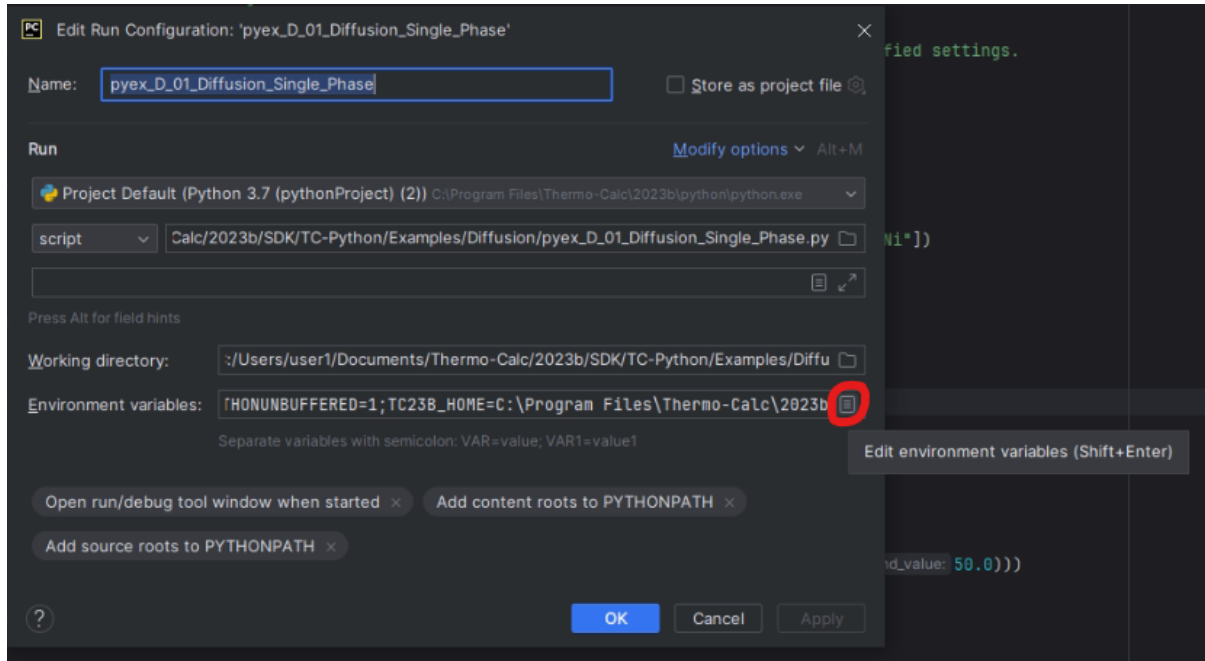 PC Edit Run Configuration: 'pyex_D_01_Diffusion_Single_Phase'
fied settings.
Name: pyex_D_01_Diffusion_Single_Phase Store as project file
Run Modify options Alt+M
Project Default (Python 3.7 (pythonProject) (2)) C:\Program Files\Thermo-Calc\2023b\python\python.exe
script Calc/2023b/SDK/TC-Python/Examples/Diffusion/pyex_D_01_Diffusion_Single_Phase.py
Ni"])
Press Alt for field hints
Working directory: :/Users/user1/Documents/Thermo-Calc/2023b/SDK/TC-Python/Examples/Diffu
Environment variables: THONUNBUFFERED=1;TC23B_HOME=C:\Program Files\Thermo-Calc\2023b
Separate variables with semicolon: VAR=value; VAR1=value1
Edit environment variables (Shift+Enter)
Open run/debug tool window when started × Add content roots to PYTHONPATH ×
Add source roots to PYTHONPATH ×
nd_value: 50.0)))
? OK Cancel Apply